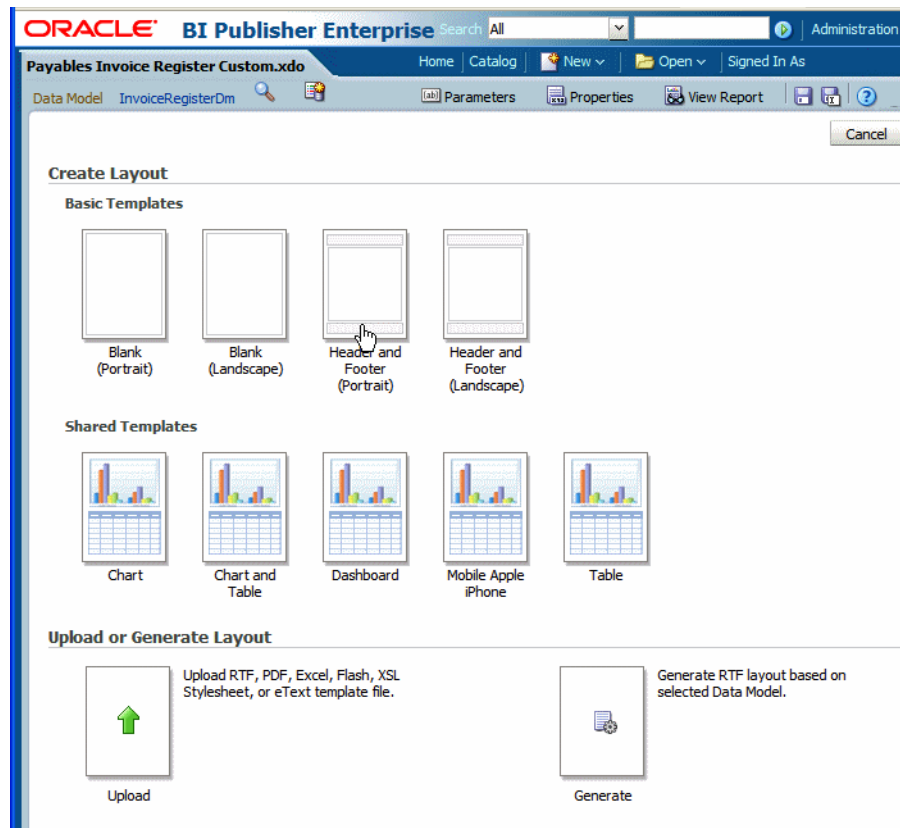 ORACLE BI Publisher Enterprise Search All Administration
Payables Invoice Register Custom.xdo Home Catalog New Open Signed In As
Data Model InvoiceRegisterDm Parameters Properties View Report
Cancel
Create Layout
Basic Templates
Blank
(Portrait)
Blank
(Landscape)
Header and
Footer
(Portrait)
Header and
Footer
(Landscape)
Shared Templates
Chart
Chart and
Table
Dashboard
Mobile Apple
iPhone
Table
Upload or Generate Layout
Upload RTF, PDF, Excel, Flash, XSL
Stylesheet, or eText template file.
Upload
Generate RTF layout based on
selected Data Model.
Generate